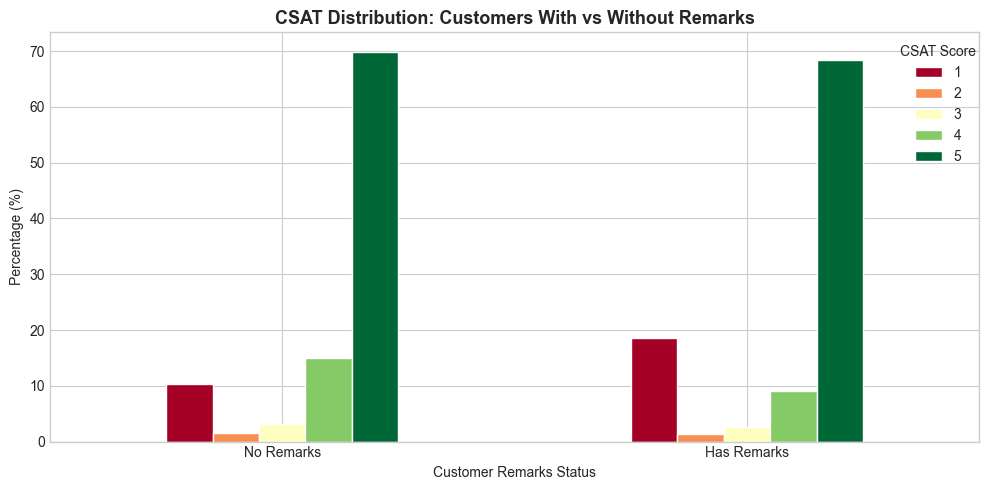 CSAT Distribution: Customers With vs Without Remarks
CSAT Score
1
2
3
4
5
Percentage (%)
70
60
50
40
30
20
10
0
No Remarks Has Remarks
Customer Remarks Status